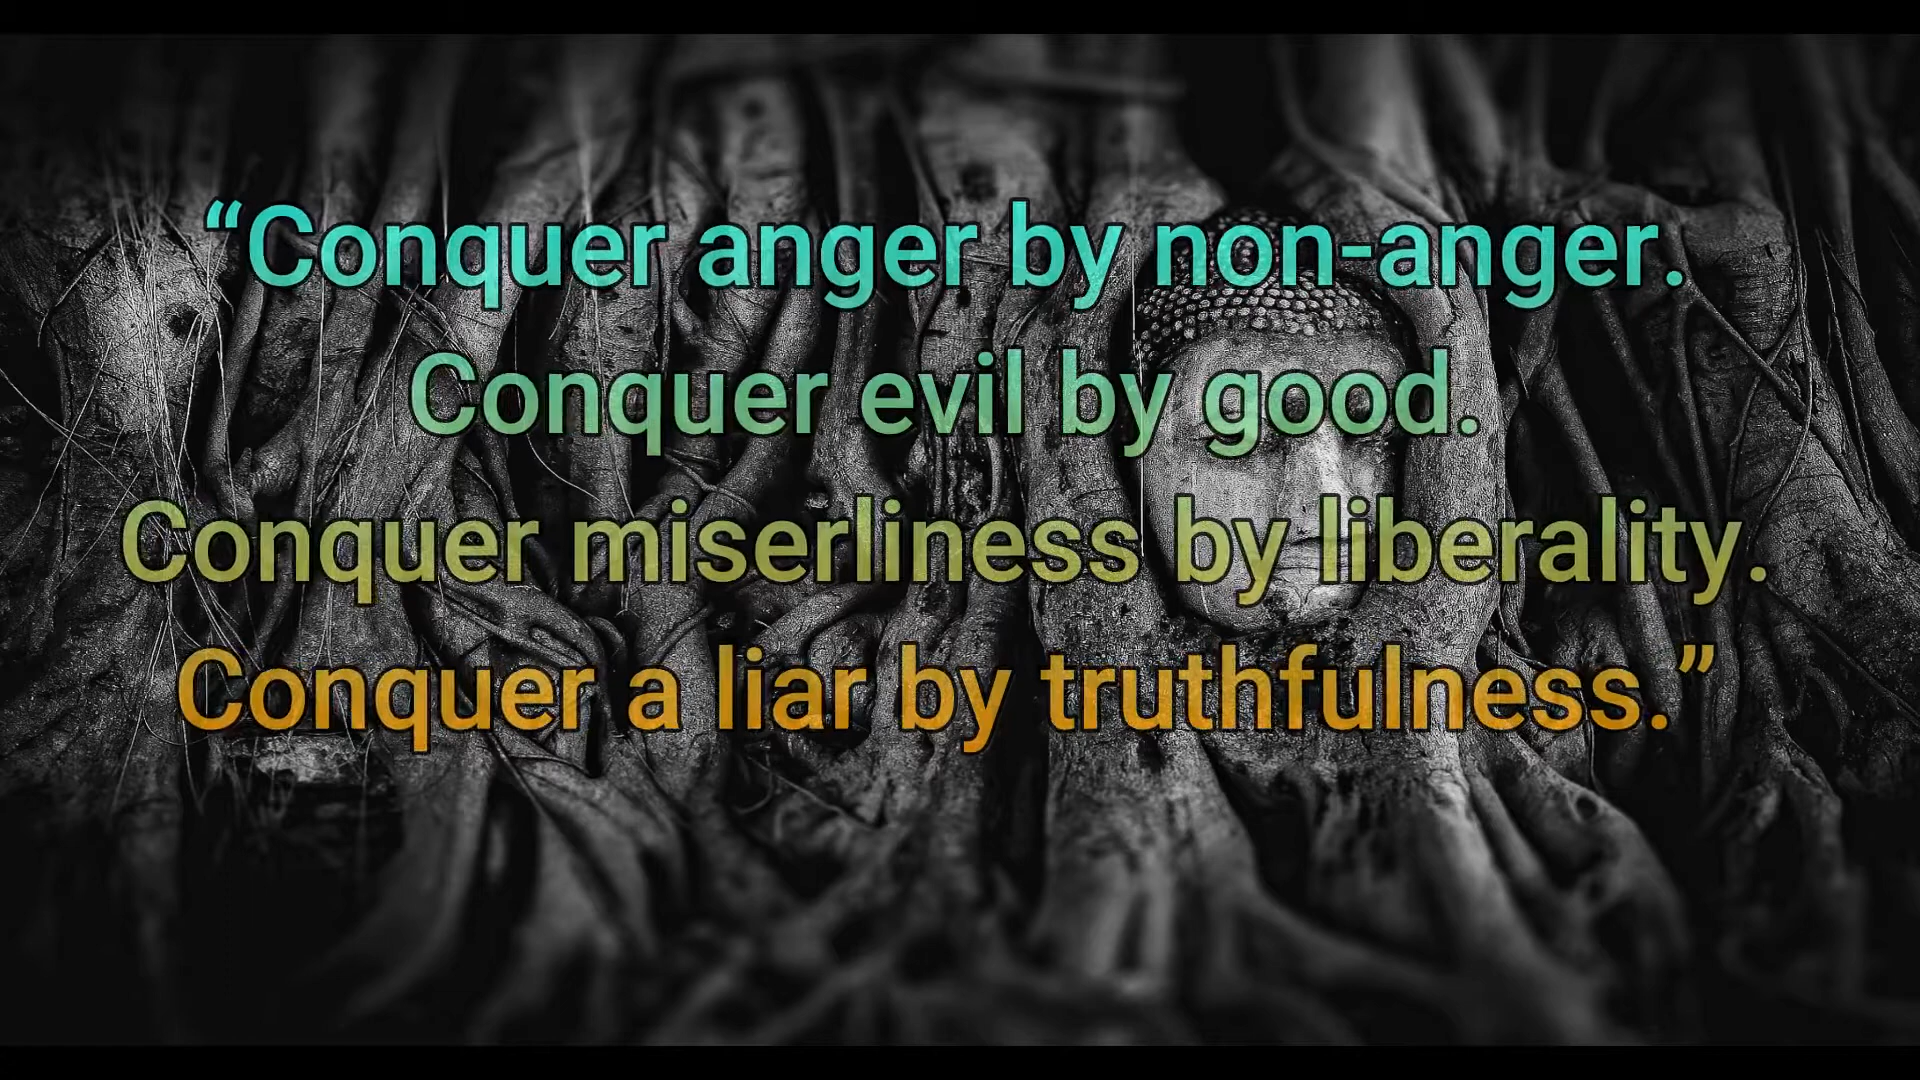 “Conquer anger by non-anger.
Conquer evil by good.
Conquer miserliness by liberality.
Conquer a liar by truthfulness.”